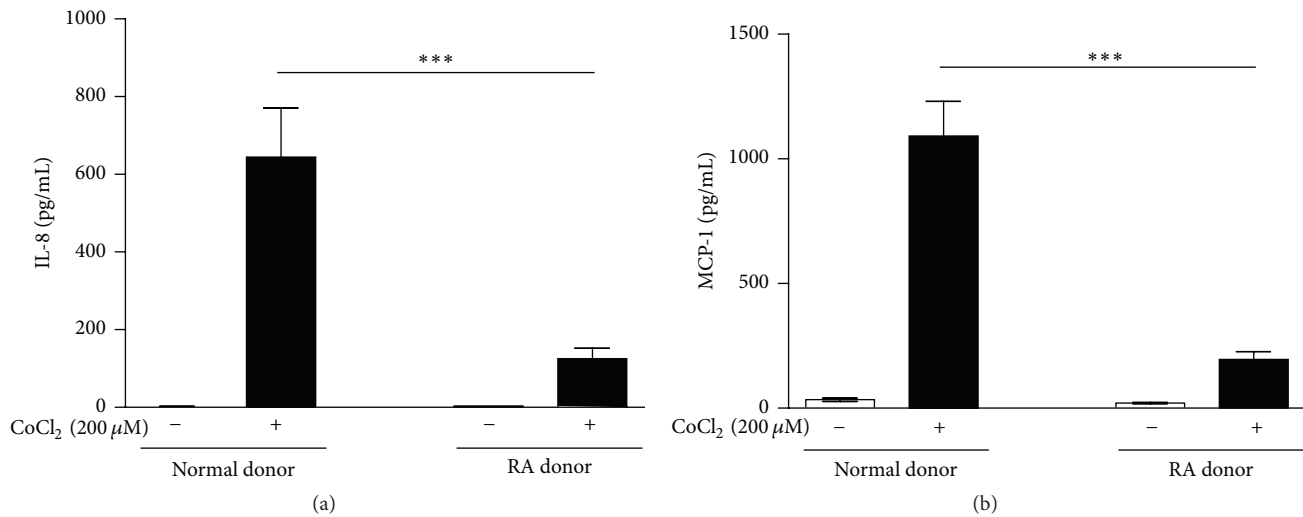 1000
800
600
400
200
0
IL-8 (pg/mL)
***
CoCl₂ (200 μM) − + − +
Normal donor RA donor
(a)
1500
1000
500
0
MCP-1 (pg/mL)
***
CoCl₂ (200 μM) − + − +
Normal donor RA donor
(b)